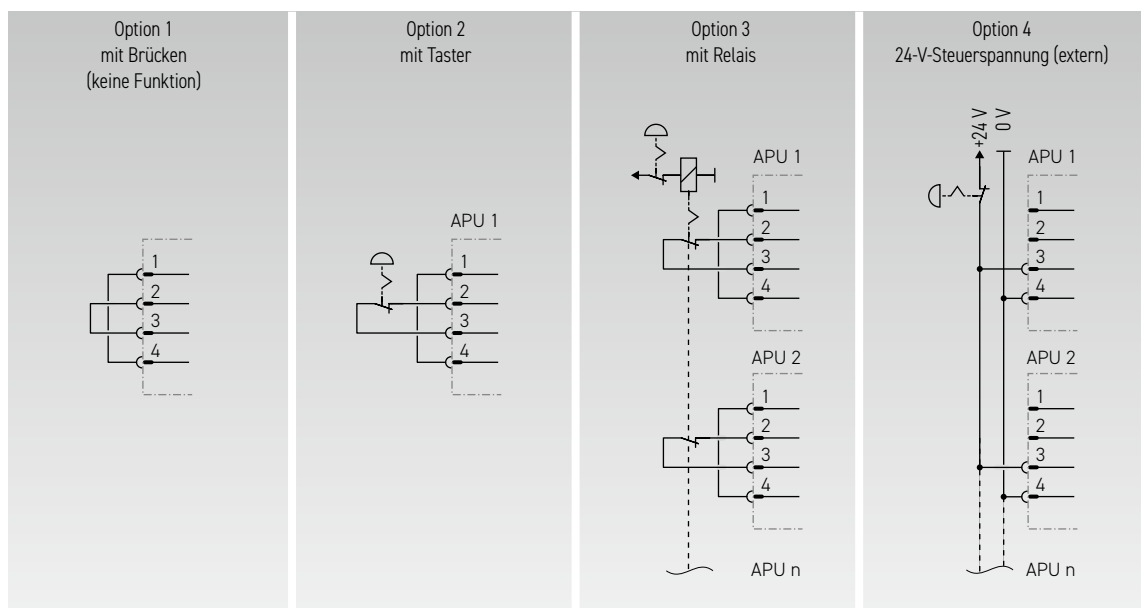 Option 1
mit Brücken
(keine Funktion)
1
2
3
4
Option 2
mit Taster
APU 1
1
2
3
4
Option 3
mit Relais
APU 1
1
2
3
4
APU 2
1
2
3
4
APU n
Option 4
24-V-Steuerspannung (extern)
+24 V
0 V
APU 1
1
2
3
4
APU 2
1
2
3
4
APU n